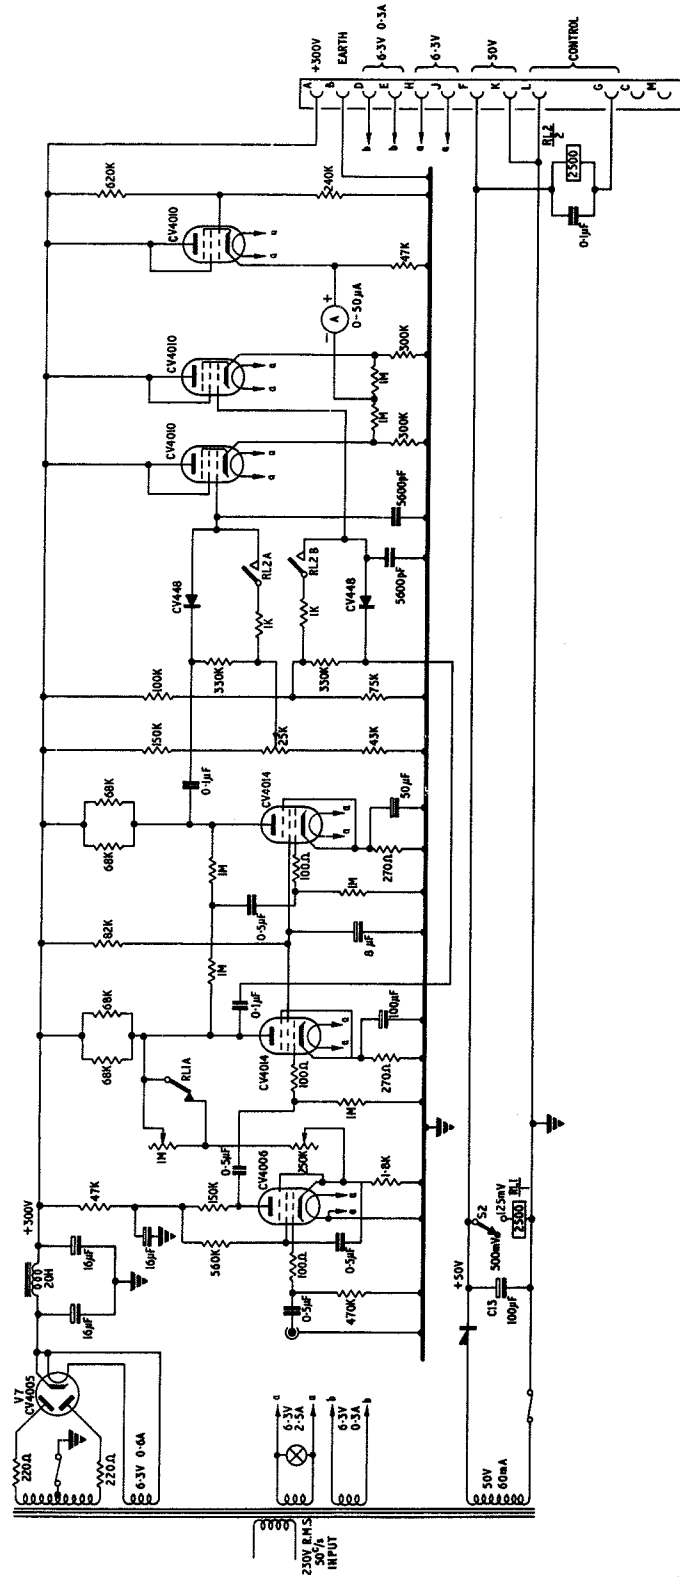 +300V
EARTH
6·3V 0·3A
6·3V
50V
CONTROL
A
B
D
E
H
J
F
K
L
G
C
M
b
b
a
a
RL2
2
2500
0·1µF
620K
240K
CV4010
a
a
47K
+
A
−
0-50µA
CV4010
a
a
300K
1M
1M
300K
CV4010
a
a
5600pF
5600pF
CV448
RL2A
1K
RL2B
1K
CV448
330K
330K
100K
75K
150K
25K
43K
0·1µF
68K
68K
CV4014
a
a
100Ω
50µF
270Ω
1M
1M
0·5µF
82K
8µF
1M
0·1µF
68K
68K
CV4014
a
a
100Ω
100µF
270Ω
1M
RL1A
1M
0·5µF
250K
CV4006
a
a
1·8K
47K
150K
16µF
560K
100Ω
0·5µF
0·5µF
470K
+300V
20H
16µF
16µF
V7
CV4005
220Ω
220Ω
6·3V 0·6A
a
a
6·3V
2·5A
b
b
6·3V
0·3A
50V
60mA
+50V
C13
100µF
S2
500mV
125mV
2500
RL1
230V R.M.S.
50c/s
INPUT